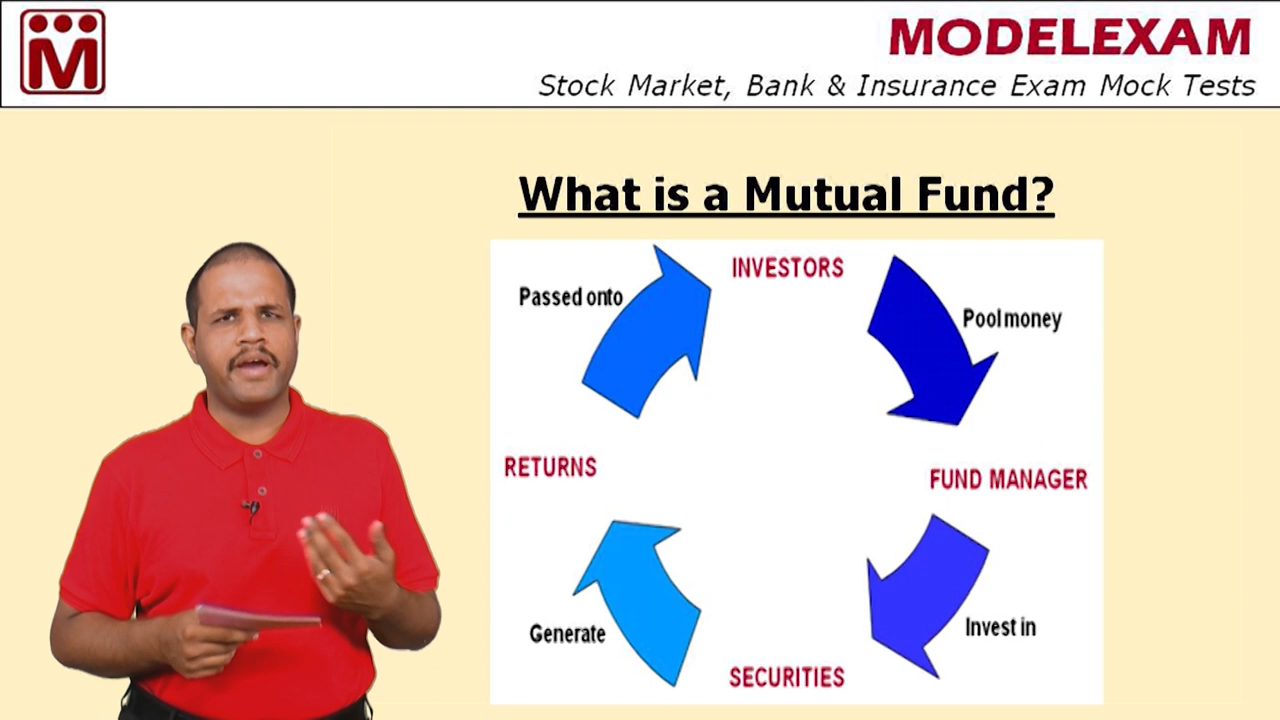 M
MODELEXAM
Stock Market, Bank & Insurance Exam Mock Tests
What is a Mutual Fund?
INVESTORS
Passed onto
Pool money
RETURNS
FUND MANAGER
Generate
Invest in
SECURITIES